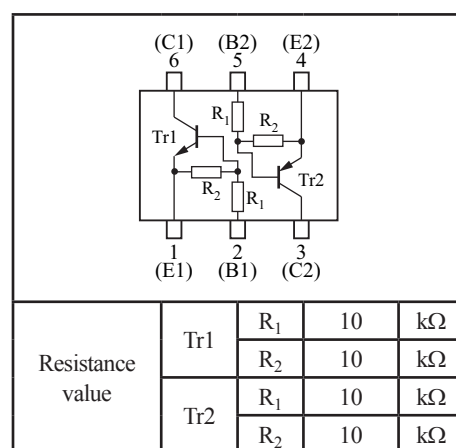 (C1) (B2) (E2)
6 5 4
R₁
R₂
Tr1
Tr2
R₂
R₁
1 2 3
(E1) (B1) (C2)
Resistance value
Tr1
R₁ 10 kΩ
R₂ 10 kΩ
Tr2
R₁ 10 kΩ
R₂ 10 kΩ